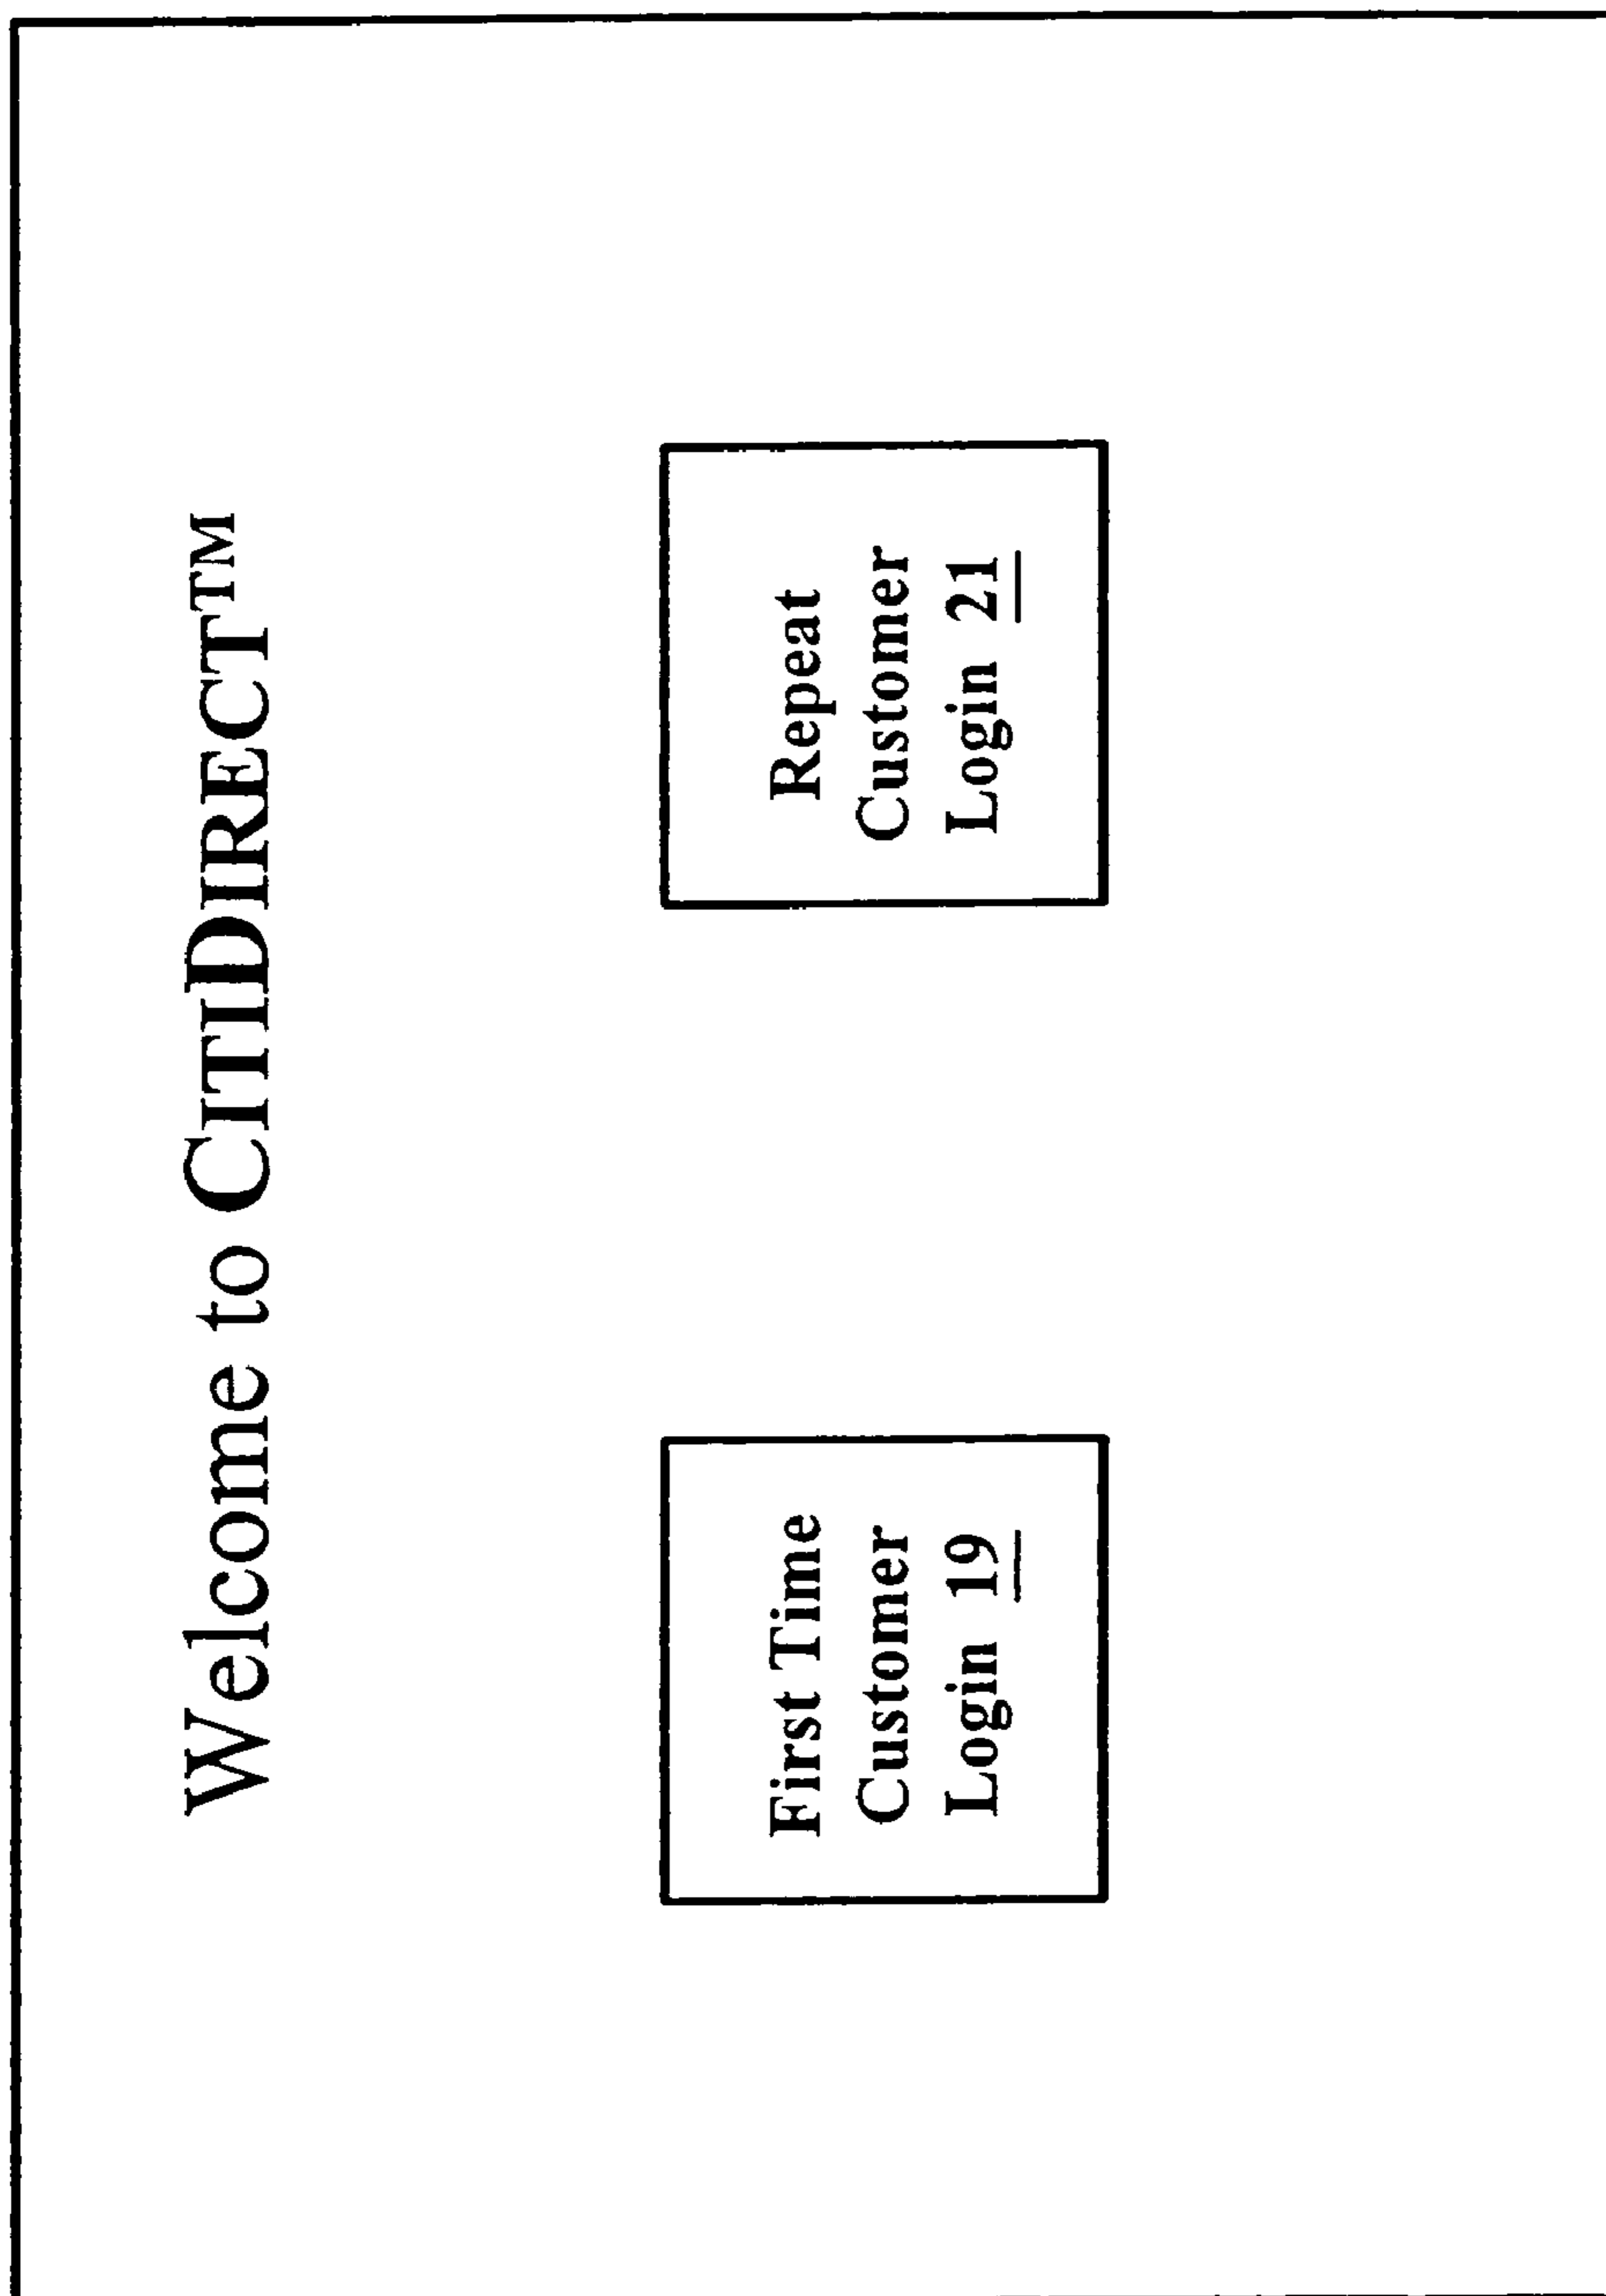 Welcome to CITIDIRECT™
First Time
Customer
Login 19
Repeat
Customer
Login 21